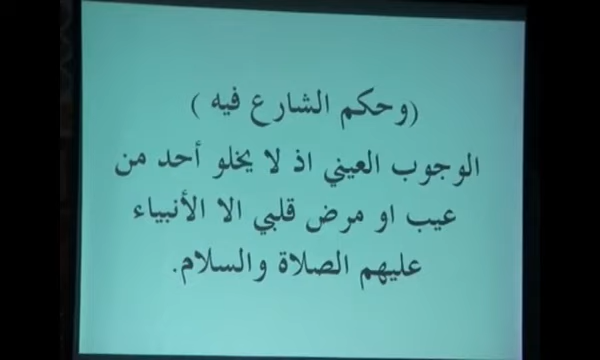 (وحكم الشارع فيه )
الوجوب العيني اذ لا يخلو أحد من
عيب او مرض قلبي الا الأنبياء
عليهم الصلاة والسلام.